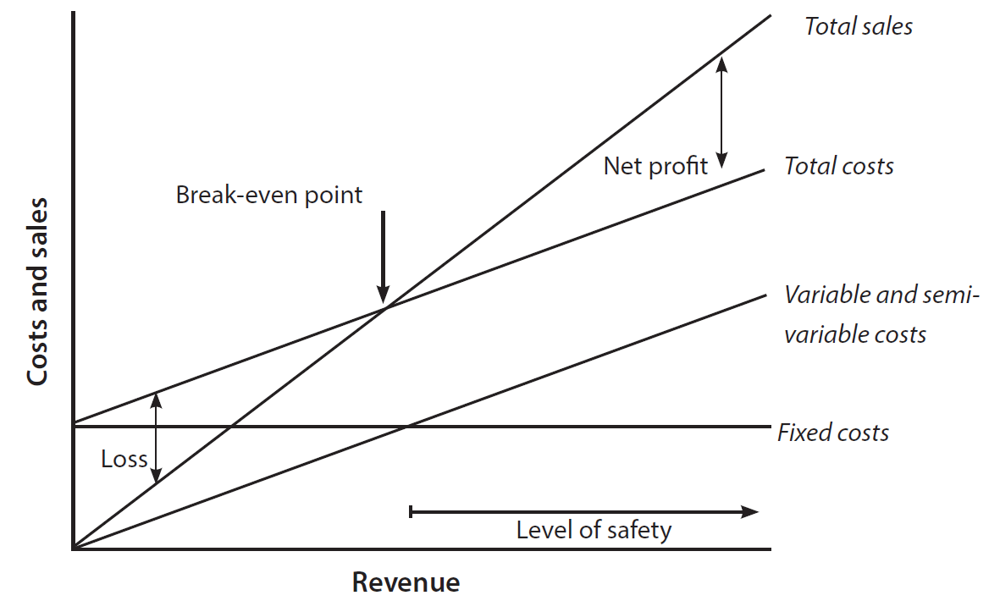 Total sales
Net profit
Total costs
Break-even point
Costs and sales
Variable and semi-
variable costs
Fixed costs
Loss
Level of safety
Revenue